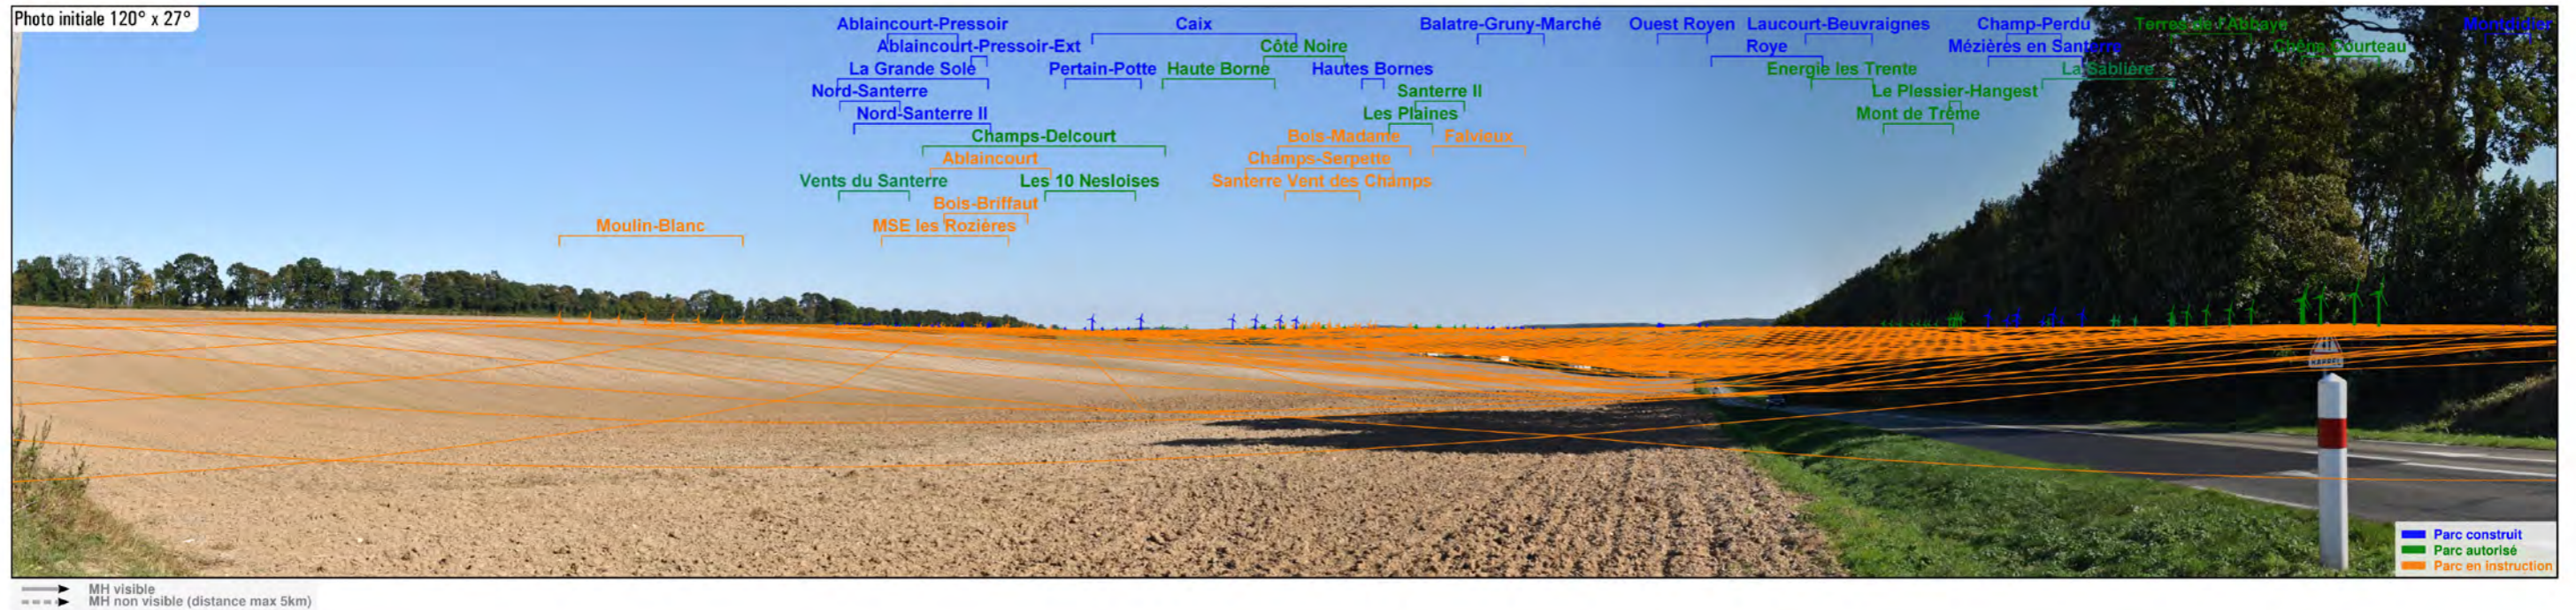 Photo initiale 120° x 27°
Ablaincourt-Pressoir
Caix
Balatre-Gruny-Marché
Ouest Royen
Laucourt-Beuvraignes
Champ-Perdu
Terres de l'Abbaye
Montdidier
Ablaincourt-Pressoir-Ext
Côte Noire
Roye
Mézières en Santerre
Chêne Courteau
La Grande Sole
Pertain-Potte
Haute Borne
Hautes Bornes
Energie les Trente
La Sablière
Nord-Santerre
Santerre II
Le Plessier-Hangest
Nord-Santerre II
Les Plaines
Mont de Trême
Champs-Delcourt
Bois-Madame
Falvieux
Ablaincourt
Champs-Serpette
Vents du Santerre
Les 10 Nesloises
Santerre Vent des Champs
Bois-Briffaut
Moulin-Blanc
MSE les Rozières
Parc construit
Parc autorisé
Parc en instruction
MH visible
MH non visible (distance max 5km)